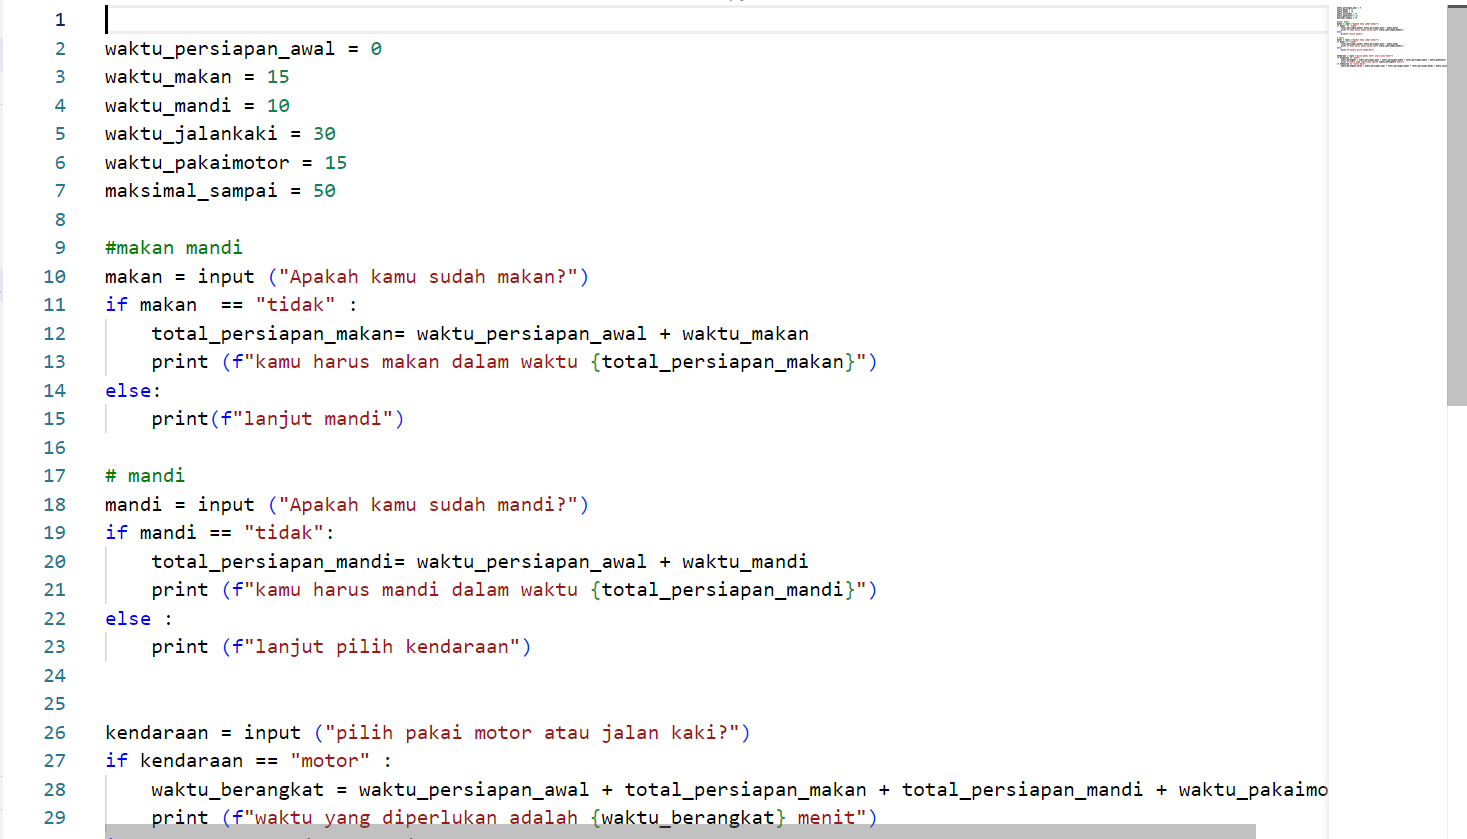 1
2 waktu_persiapan_awal = 0
3 waktu_makan = 15
4 waktu_mandi = 10
5 waktu_jalankaki = 30
6 waktu_pakaimotor = 15
7 maksimal_sampai = 50
8
9 #makan mandi
10 makan = input ("Apakah kamu sudah makan?")
11 if makan  == "tidak" :
12     total_persiapan_makan= waktu_persiapan_awal + waktu_makan
13     print (f"kamu harus makan dalam waktu {total_persiapan_makan}")
14 else:
15     print(f"lanjut mandi")
16
17 # mandi
18 mandi = input ("Apakah kamu sudah mandi?")
19 if mandi == "tidak":
20     total_persiapan_mandi= waktu_persiapan_awal + waktu_mandi
21     print (f"kamu harus mandi dalam waktu {total_persiapan_mandi}")
22 else :
23     print (f"lanjut pilih kendaraan")
24
25
26 kendaraan = input ("pilih pakai motor atau jalan kaki?")
27 if kendaraan == "motor" :
28     waktu_berangkat = waktu_persiapan_awal + total_persiapan_makan + total_persiapan_mandi + waktu_pakaimo
29     print (f"waktu yang diperlukan adalah {waktu_berangkat} menit")